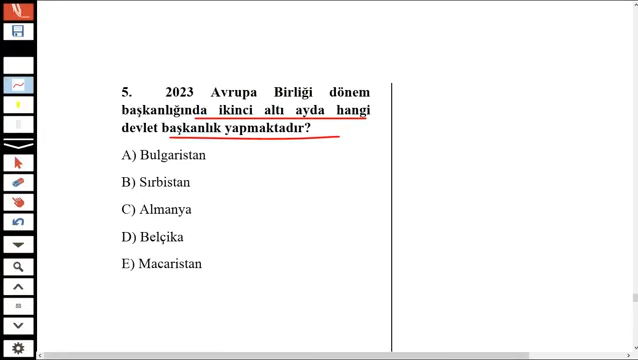 5. 2023 Avrupa Birliği dönem
başkanlığında ikinci altı ayda hangi
devlet başkanlık yapmaktadır?
A) Bulgaristan
B) Sırbistan
C) Almanya
D) Belçika
E) Macaristan